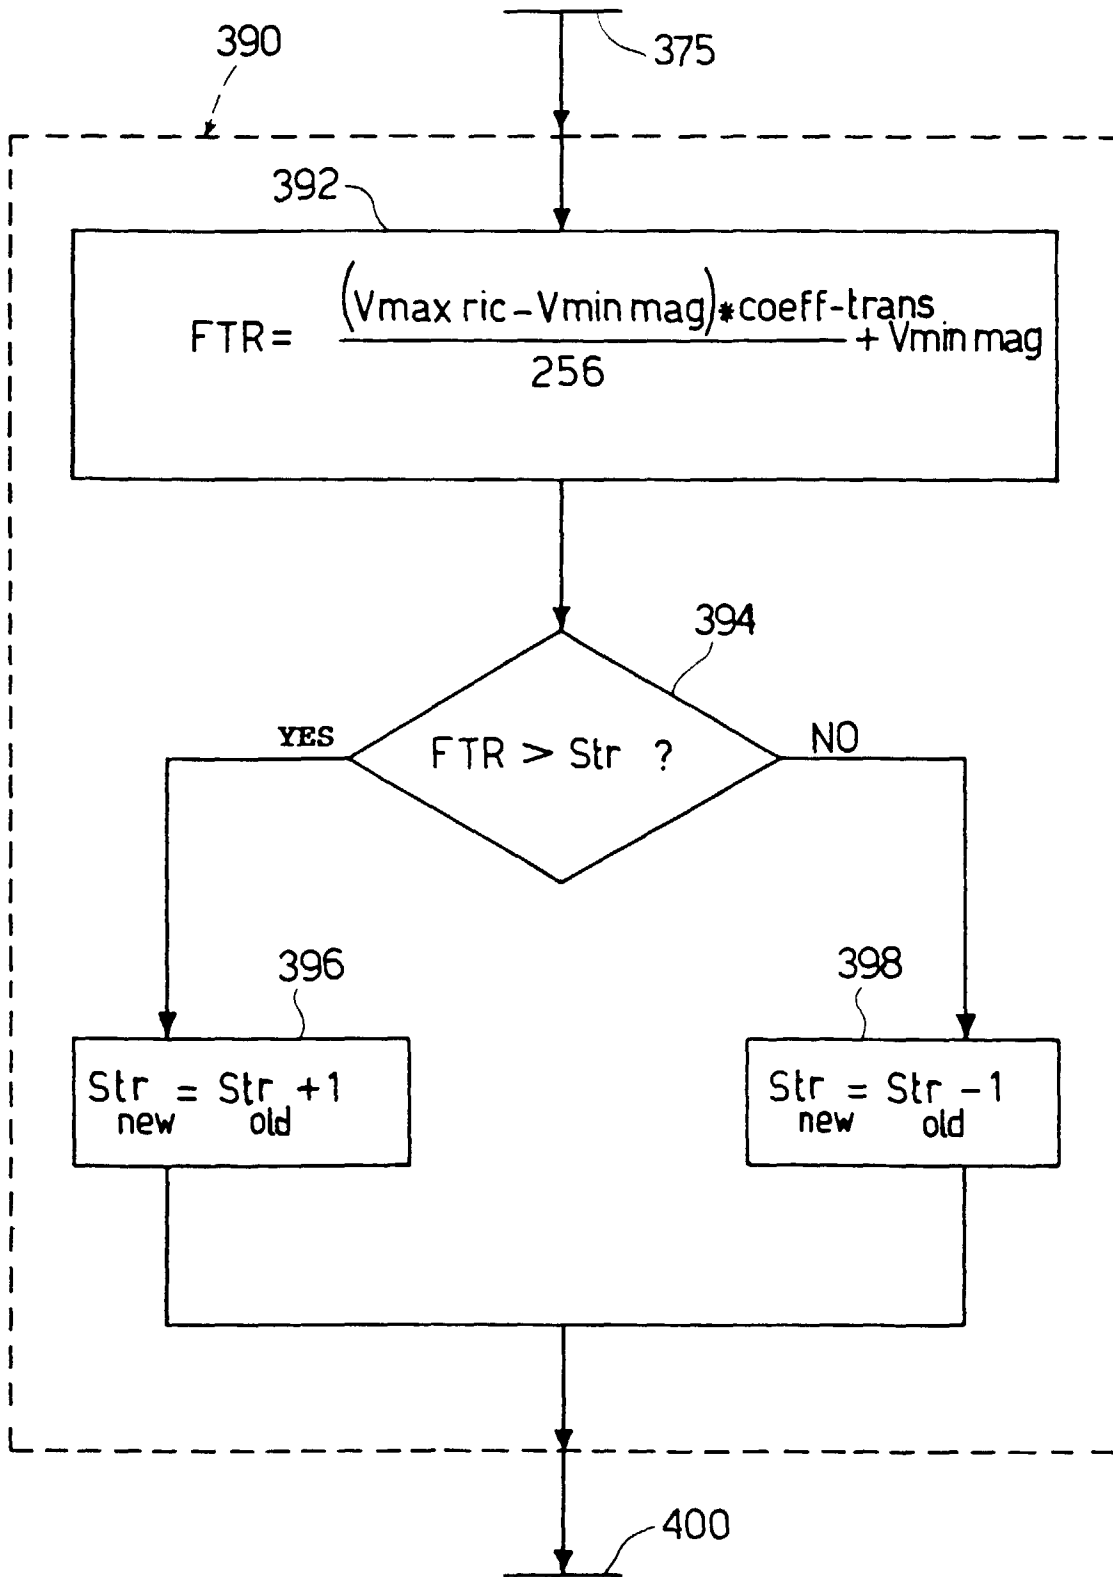 390
375
392
(Vmax ric-Vmin mag)*coeff-trans
FTR= + Vmin mag
256
394
YES
FTR > Str ?
NO
396
398
Str = Str +1
new old
Str = Str -1
new old
400